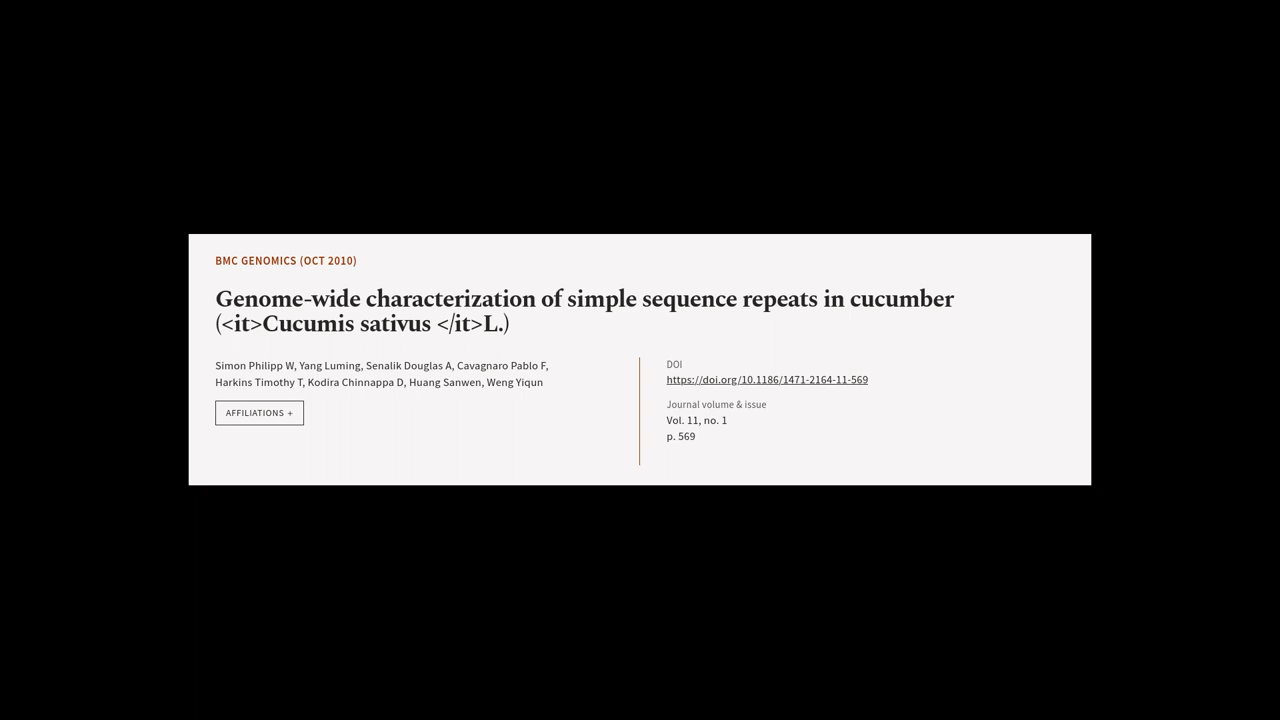 BMC GENOMICS (OCT 2010)
Genome-wide characterization of simple sequence repeats in cucumber
(<it>Cucumis sativus </it>L.)
Simon Philipp W, Yang Luming, Senalik Douglas A, Cavagnaro Pablo F,
Harkins Timothy T, Kodira Chinnappa D, Huang Sanwen, Weng Yiqun
AFFILIATIONS +
DOI
https://doi.org/10.1186/1471-2164-11-569
Journal volume & issue
Vol. 11, no. 1
p. 569